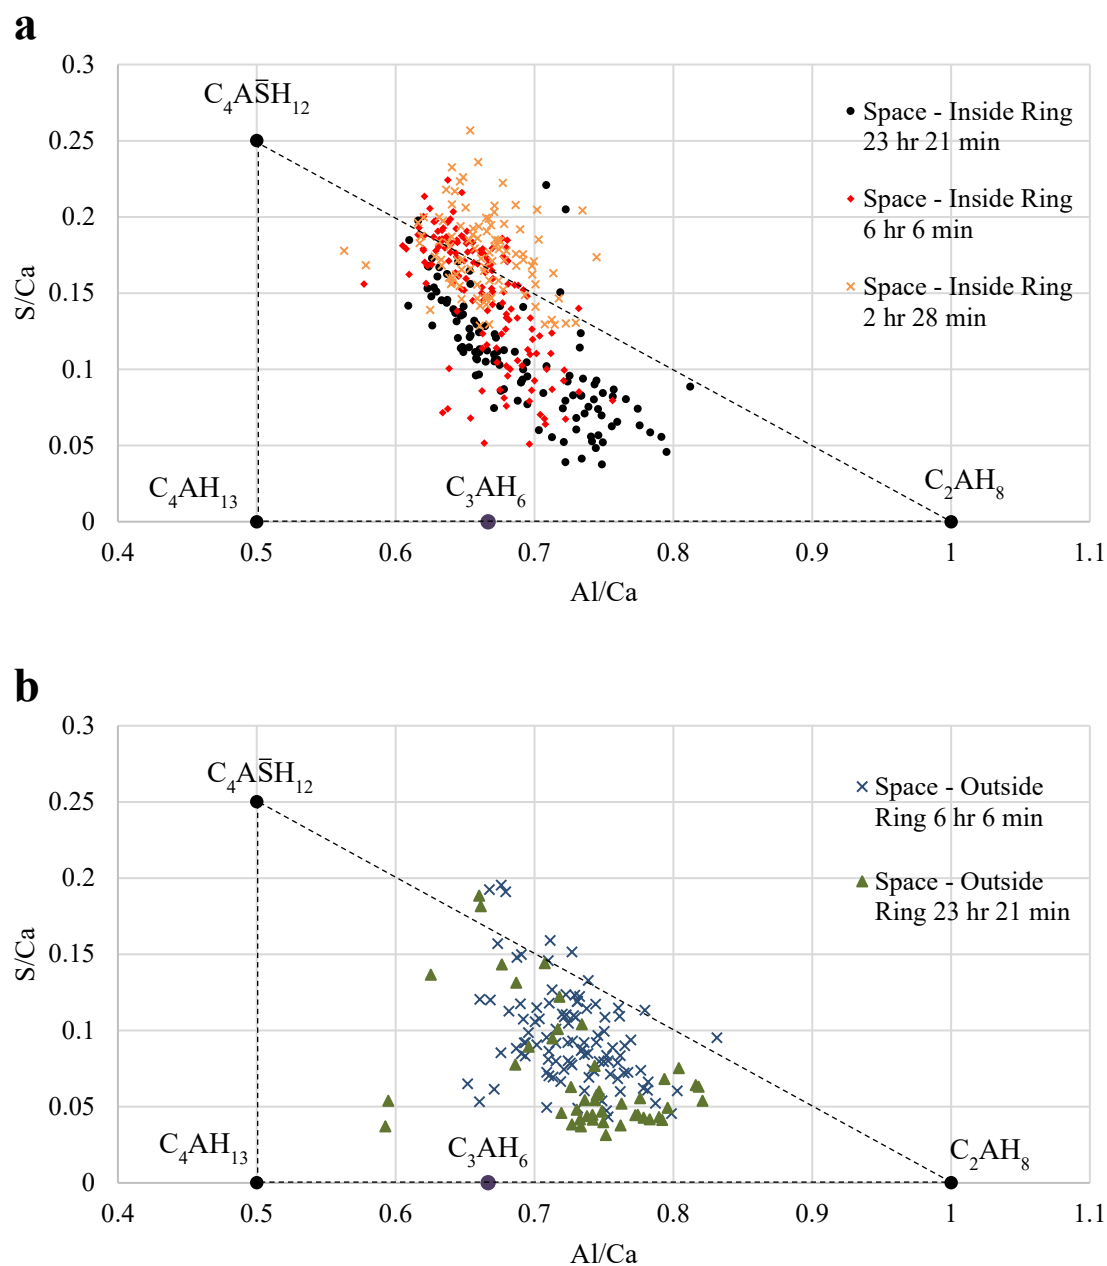 a
0.3
C₄AS̅H₁₂
0.25
0.2
0.15
0.1
0.05
0
S/Ca
Space - Inside Ring
23 hr 21 min
Space - Inside Ring
6 hr 6 min
Space - Inside Ring
2 hr 28 min
C₄AH₁₃
C₃AH₆
C₂AH₈
0.4 0.5 0.6 0.7 0.8 0.9 1 1.1
Al/Ca
b
0.3
C₄AS̅H₁₂
0.25
0.2
0.15
0.1
0.05
0
S/Ca
Space - Outside
Ring 6 hr 6 min
Space - Outside
Ring 23 hr 21 min
C₄AH₁₃
C₃AH₆
C₂AH₈
0.4 0.5 0.6 0.7 0.8 0.9 1 1.1
Al/Ca